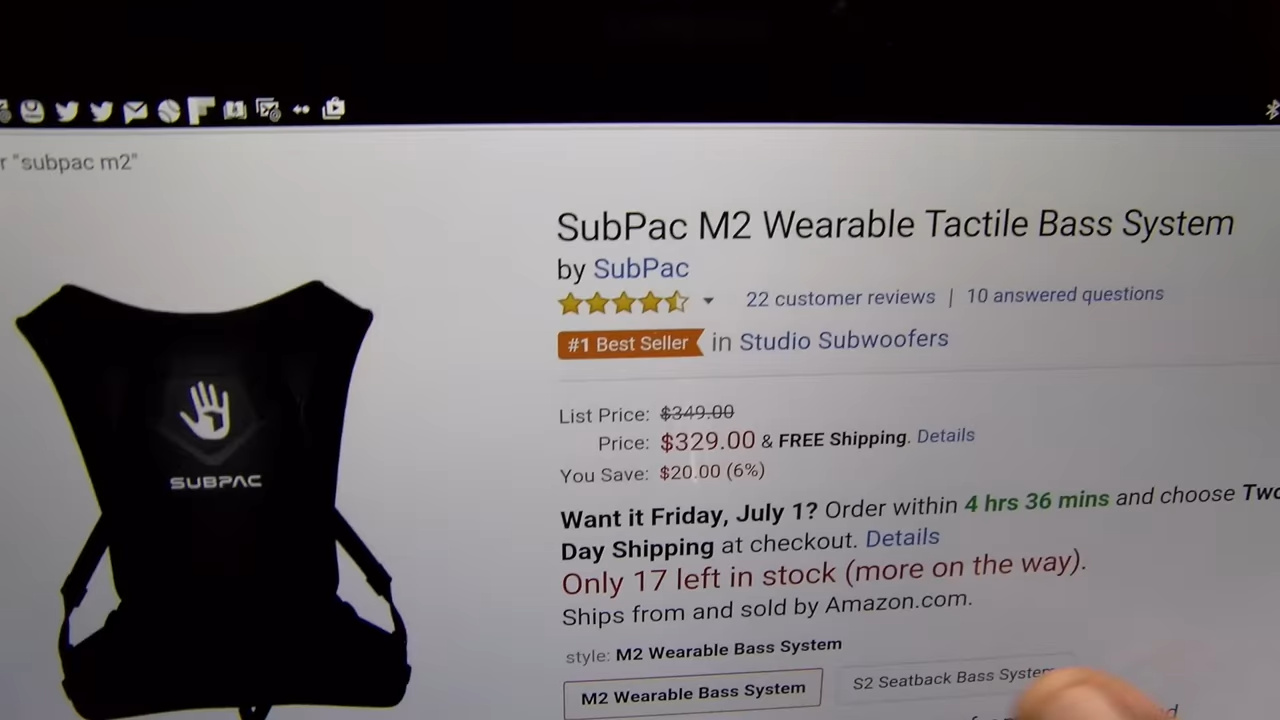 r "subpac m2"
SubPac M2 Wearable Tactile Bass System
by SubPac
22 customer reviews | 10 answered questions
#1 Best Seller in Studio Subwoofers
List Price: $349.00
Price: $329.00 & FREE Shipping. Details
You Save: $20.00 (6%)
Want it Friday, July 1? Order within 4 hrs 36 mins and choose Two
Day Shipping at checkout. Details
Only 17 left in stock (more on the way).
Ships from and sold by Amazon.com.
style: M2 Wearable Bass System
M2 Wearable Bass System
S2 Seatback Bass System
SUBPAC